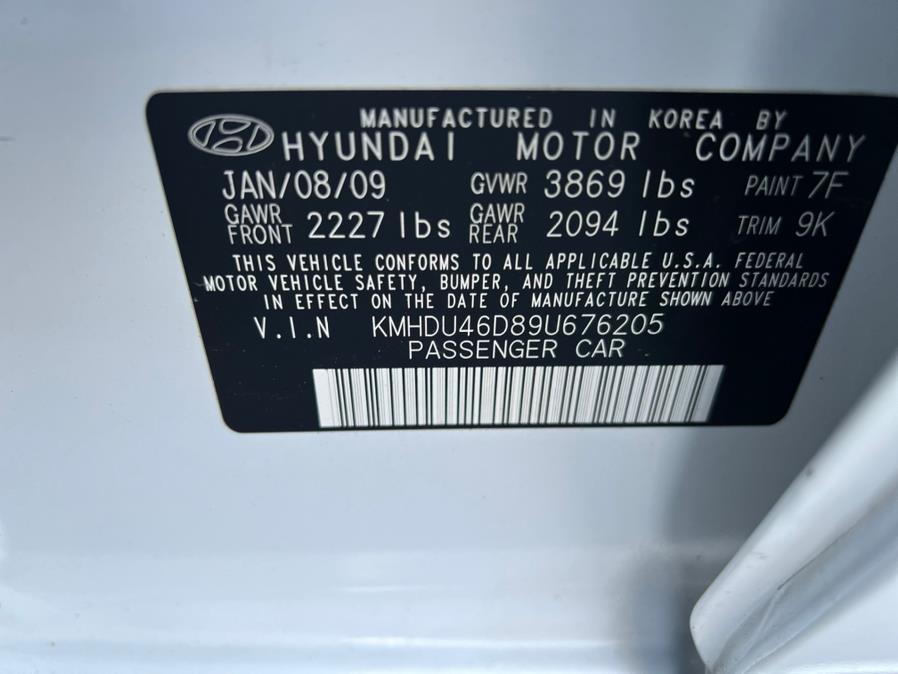 MANUFACTURED IN KOREA BY
HYUNDAI MOTOR COMPANY
JAN/08/09 GVWR 3869 lbs PAINT 7F
GAWR FRONT 2227 lbs GAWR REAR 2094 lbs TRIM 9K
THIS VEHICLE CONFORMS TO ALL APPLICABLE U.S.A. FEDERAL
MOTOR VEHICLE SAFETY, BUMPER, AND THEFT PREVENTION STANDARDS
IN EFFECT ON THE DATE OF MANUFACTURE SHOWN ABOVE
V.I.N KMHDU46D89U676205
PASSENGER CAR